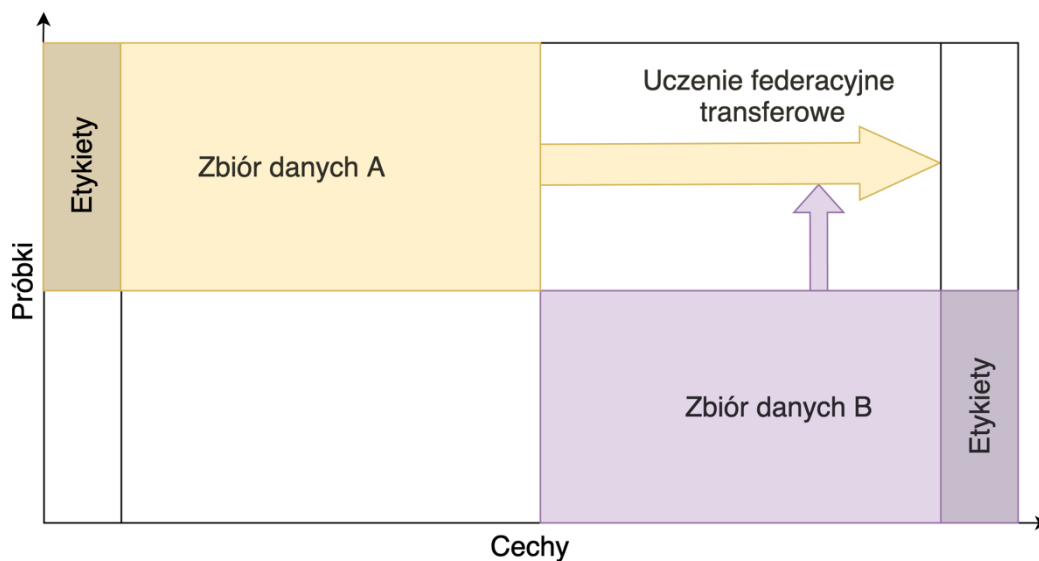 Uczenie federacyjne
transferowe
Etykiety
Zbiór danych A
Próbki
Zbiór danych B
Etykiety
Cechy